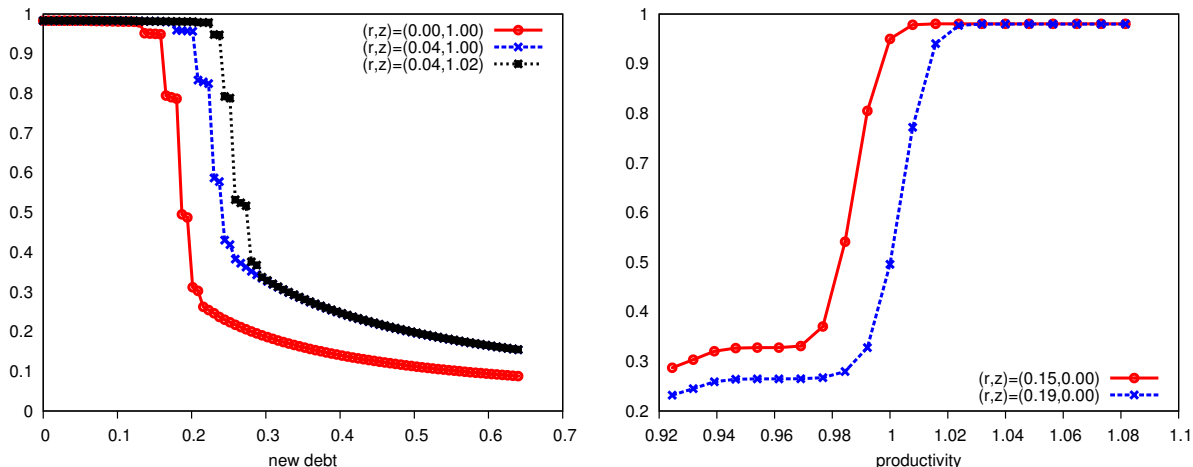 1
0.9
0.8
0.7
0.6
0.5
0.4
0.3
0.2
0.1
0
0 0.1 0.2 0.3 0.4 0.5 0.6 0.7
new debt
(r,z)=(0.00,1.00)
(r,z)=(0.04,1.00)
(r,z)=(0.04,1.02)
1
0.9
0.8
0.7
0.6
0.5
0.4
0.3
0.2
0.92 0.94 0.96 0.98 1 1.02 1.04 1.06 1.08 1.1
productivity
(r,z)=(0.15,0.00)
(r,z)=(0.19,0.00)